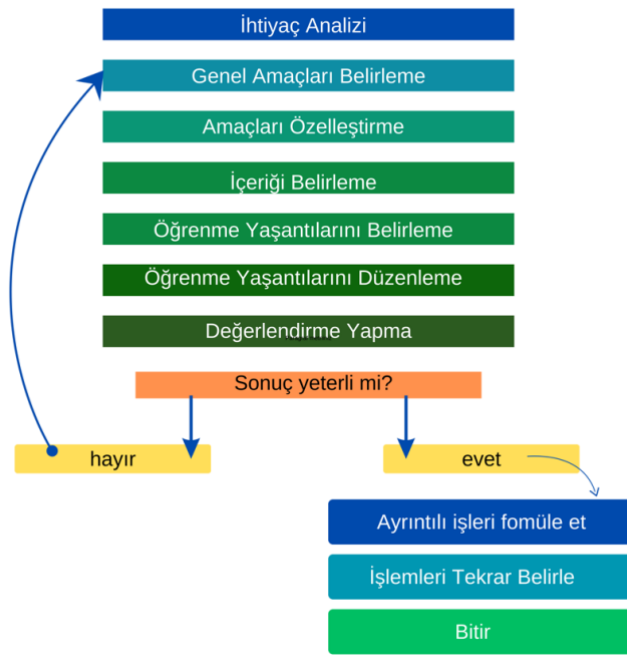 İhtiyaç Analizi
Genel Amaçları Belirleme
Amaçları Özelleştirme
İçeriği Belirleme
Öğrenme Yaşantılarını Belirleme
Öğrenme Yaşantılarını Düzenleme
Değerlendirme Yapma
Sonuç yeterli mi?
hayır
evet
Ayrıntılı işleri fomüle et
İşlemleri Tekrar Belirle
Bitir